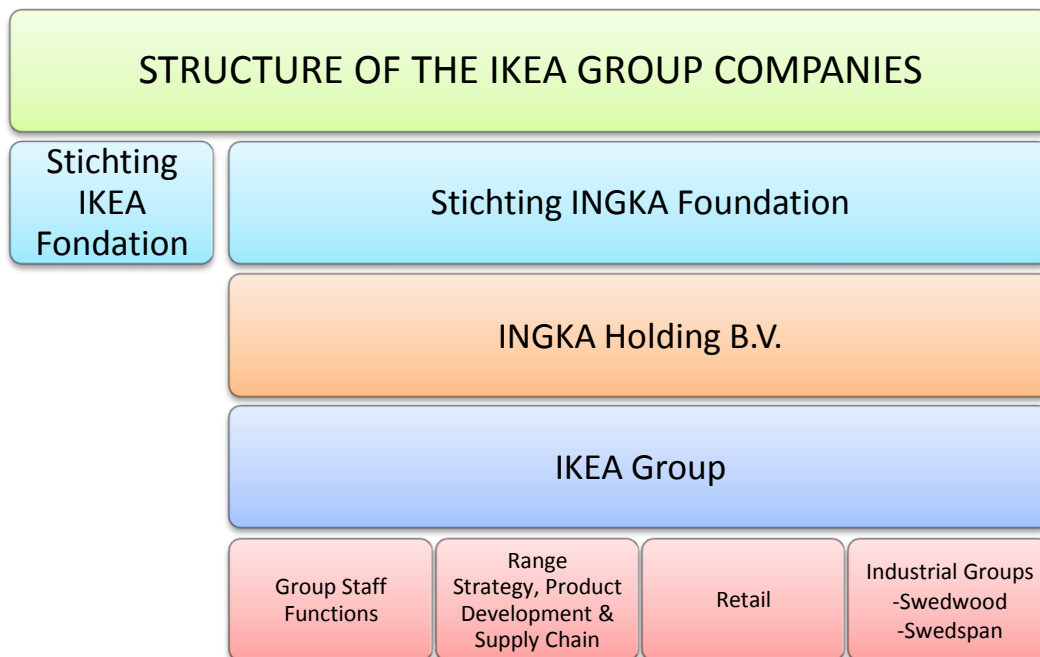 STRUCTURE OF THE IKEA GROUP COMPANIES
Stichting
IKEA
Fondation
Stichting INGKA Foundation
INGKA Holding B.V.
IKEA Group
Group Staff
Functions
Range
Strategy, Product
Development &
Supply Chain
Retail
Industrial Groups
-Swedwood
-Swedspan